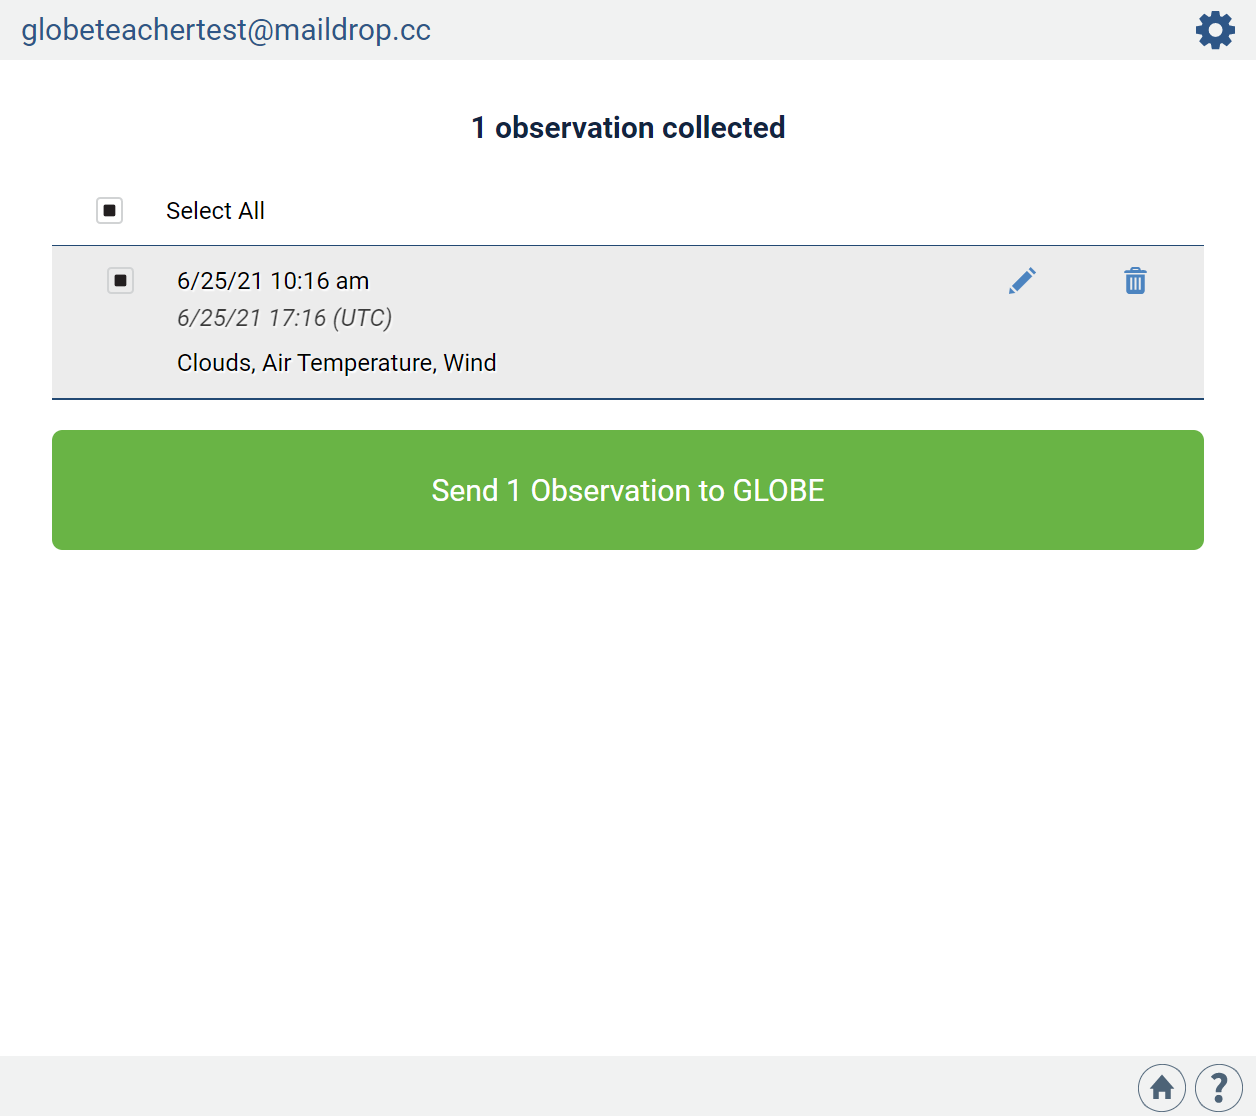 globeteachertest@maildrop.cc
1 observation collected
Select All
6/25/21 10:16 am
6/25/21 17:16 (UTC)
Clouds, Air Temperature, Wind
Send 1 Observation to GLOBE
?